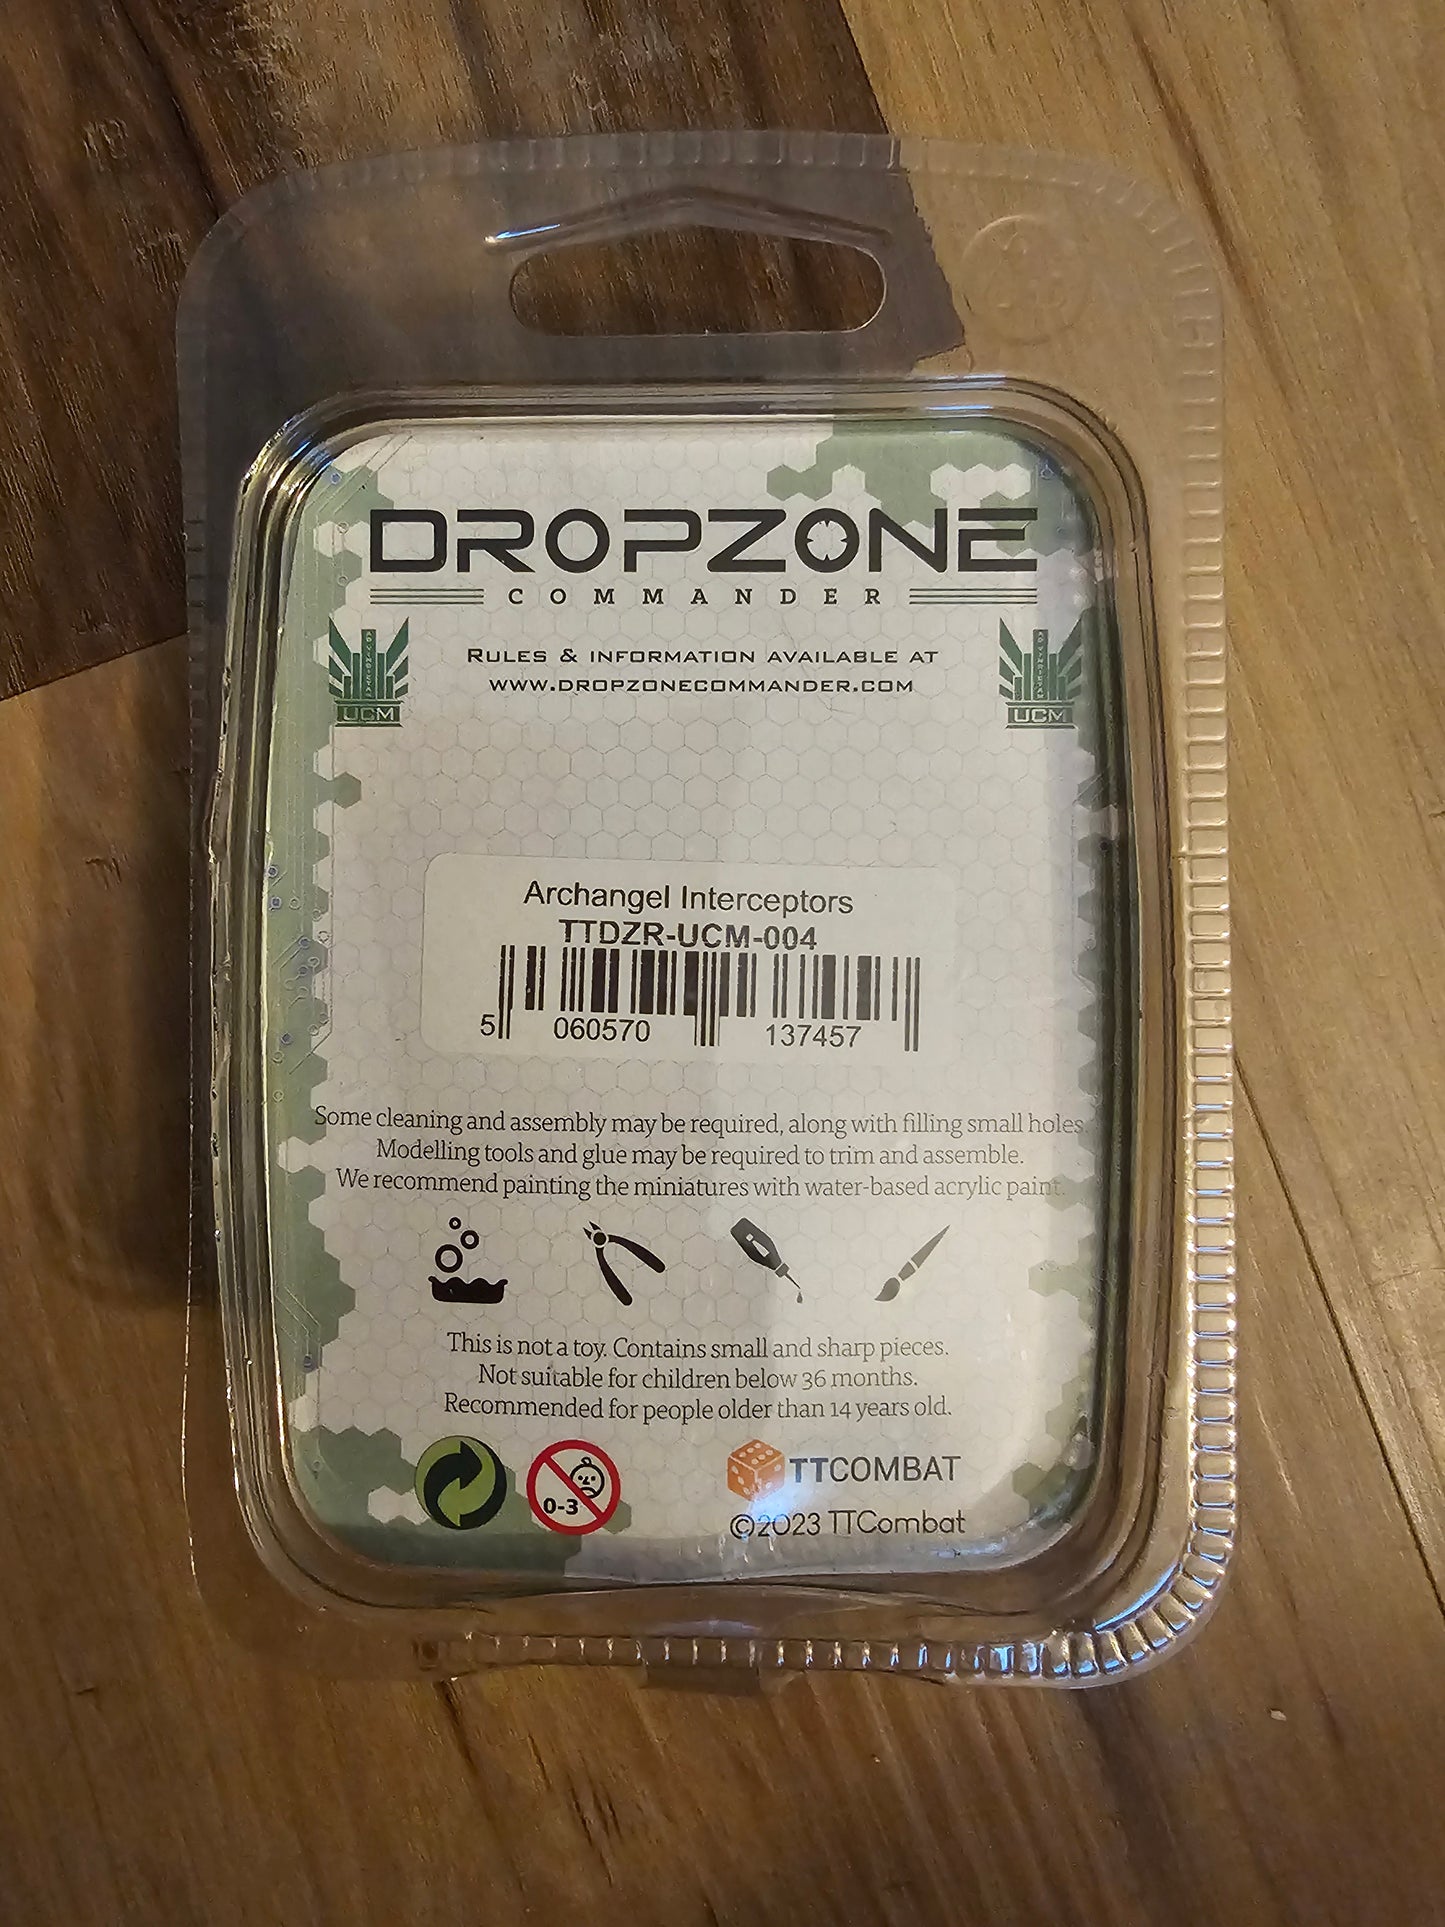 DROPZONE
COMMANDER
RULES & INFORMATION AVAILABLE AT
WWW.DROPZONECOMMANDER.COM
UCM
UCM
Archangel Interceptors
TTDZR-UCM-004
5 060570 137457
Some cleaning and assembly may be required, along with filling small holes.
Modelling tools and glue may be required to trim and assemble.
We recommend painting the miniatures with water-based acrylic paint.
This is not a toy. Contains small and sharp pieces.
Not suitable for children below 36 months.
Recommended for people older than 14 years old.
0-3
TTCOMBAT
©2023 TTCombat